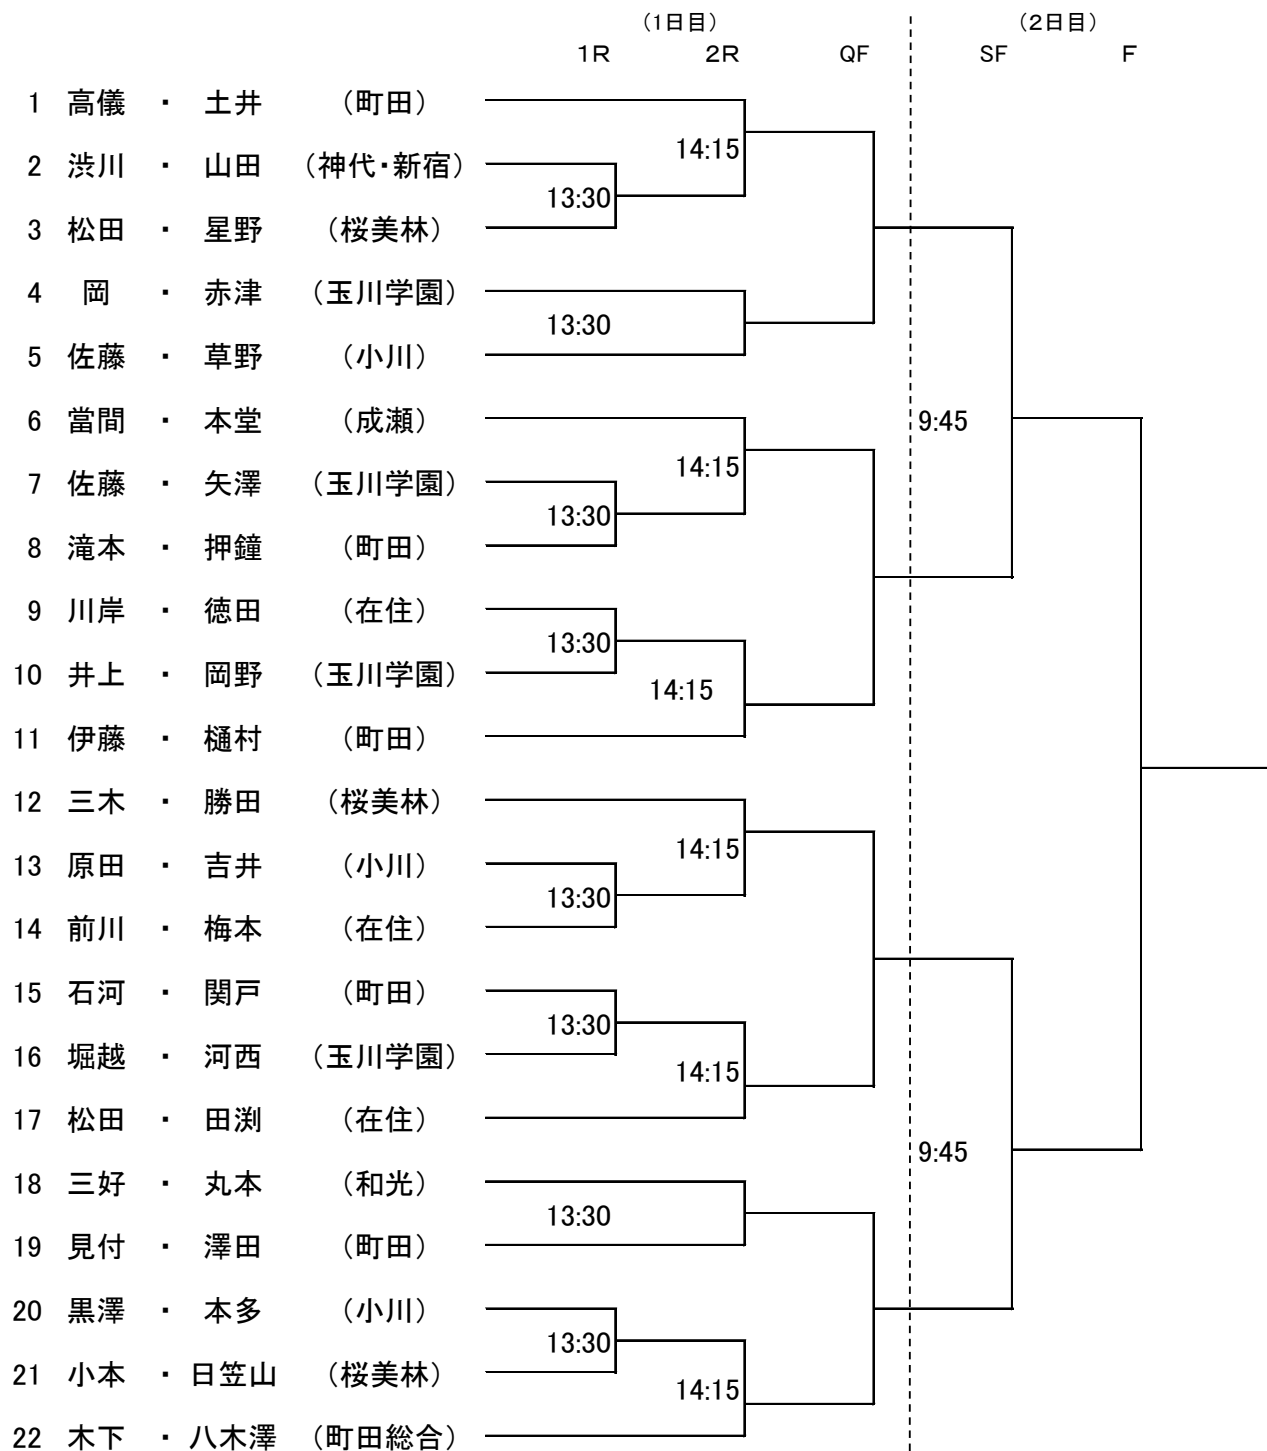 （1日目） （2日目）
1R 2R QF SF F
1 高儀 ・ 土井 （町田）
14:15
2 渋川 ・ 山田 （神代・新宿）
13:30
3 松田 ・ 星野 （桜美林）
4 岡 ・ 赤津 （玉川学園）
13:30
5 佐藤 ・ 草野 （小川）
6 當間 ・ 本堂 （成瀬） 9:45
14:15
7 佐藤 ・ 矢澤 （玉川学園）
13:30
8 滝本 ・ 押鐘 （町田）
9 川岸 ・ 徳田 （在住）
13:30
10 井上 ・ 岡野 （玉川学園）
14:15
11 伊藤 ・ 樋村 （町田）
12 三木 ・ 勝田 （桜美林）
14:15
13 原田 ・ 吉井 （小川）
13:30
14 前川 ・ 梅本 （在住）
15 石河 ・ 関戸 （町田）
13:30
16 堀越 ・ 河西 （玉川学園）
14:15
17 松田 ・ 田渕 （在住）
9:45
18 三好 ・ 丸本 （和光）
13:30
19 見付 ・ 澤田 （町田）
20 黒澤 ・ 本多 （小川）
13:30
21 小本 ・ 日笠山 （桜美林）
14:15
22 木下 ・ 八木澤 （町田総合）